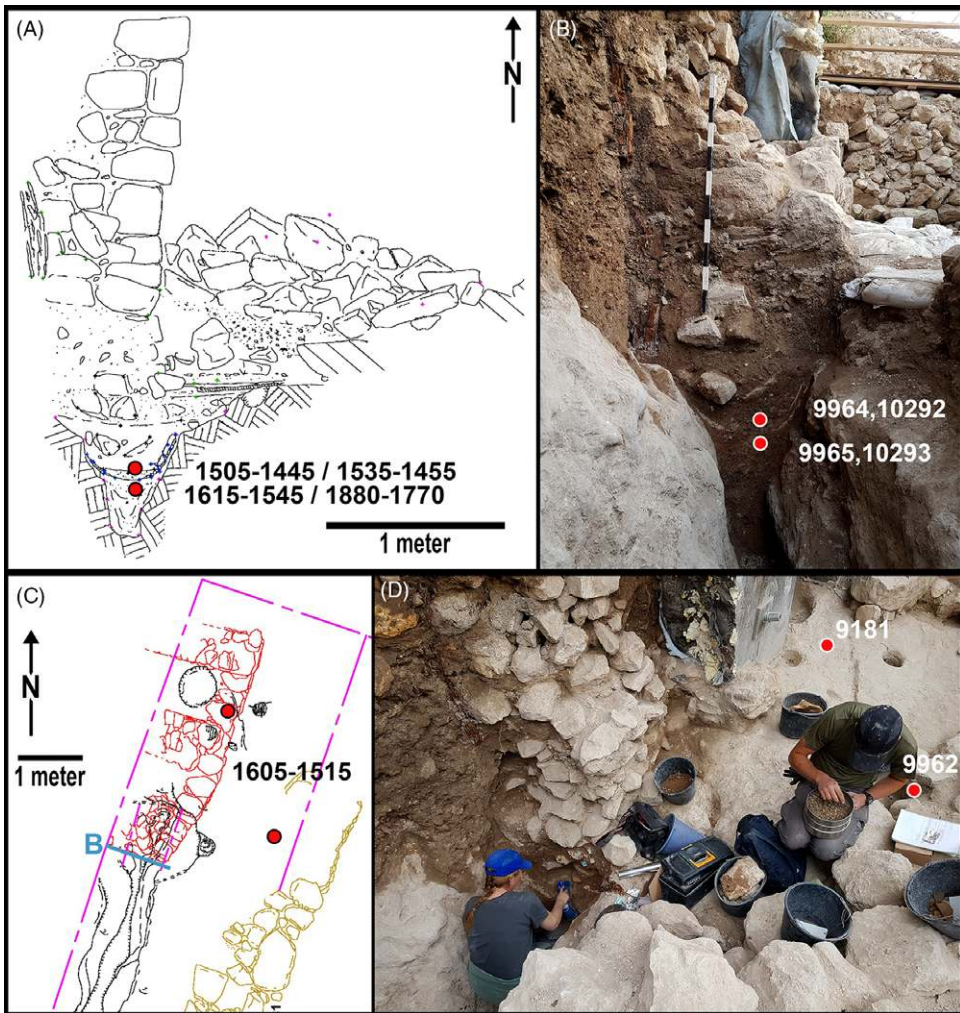 (A)
N
1505-1445 / 1535-1455
1615-1545 / 1880-1770
1 meter
(B)
9964,10292
9965,10293
(C)
N
1 meter
1605-1515
B
1
(D)
9181
9962